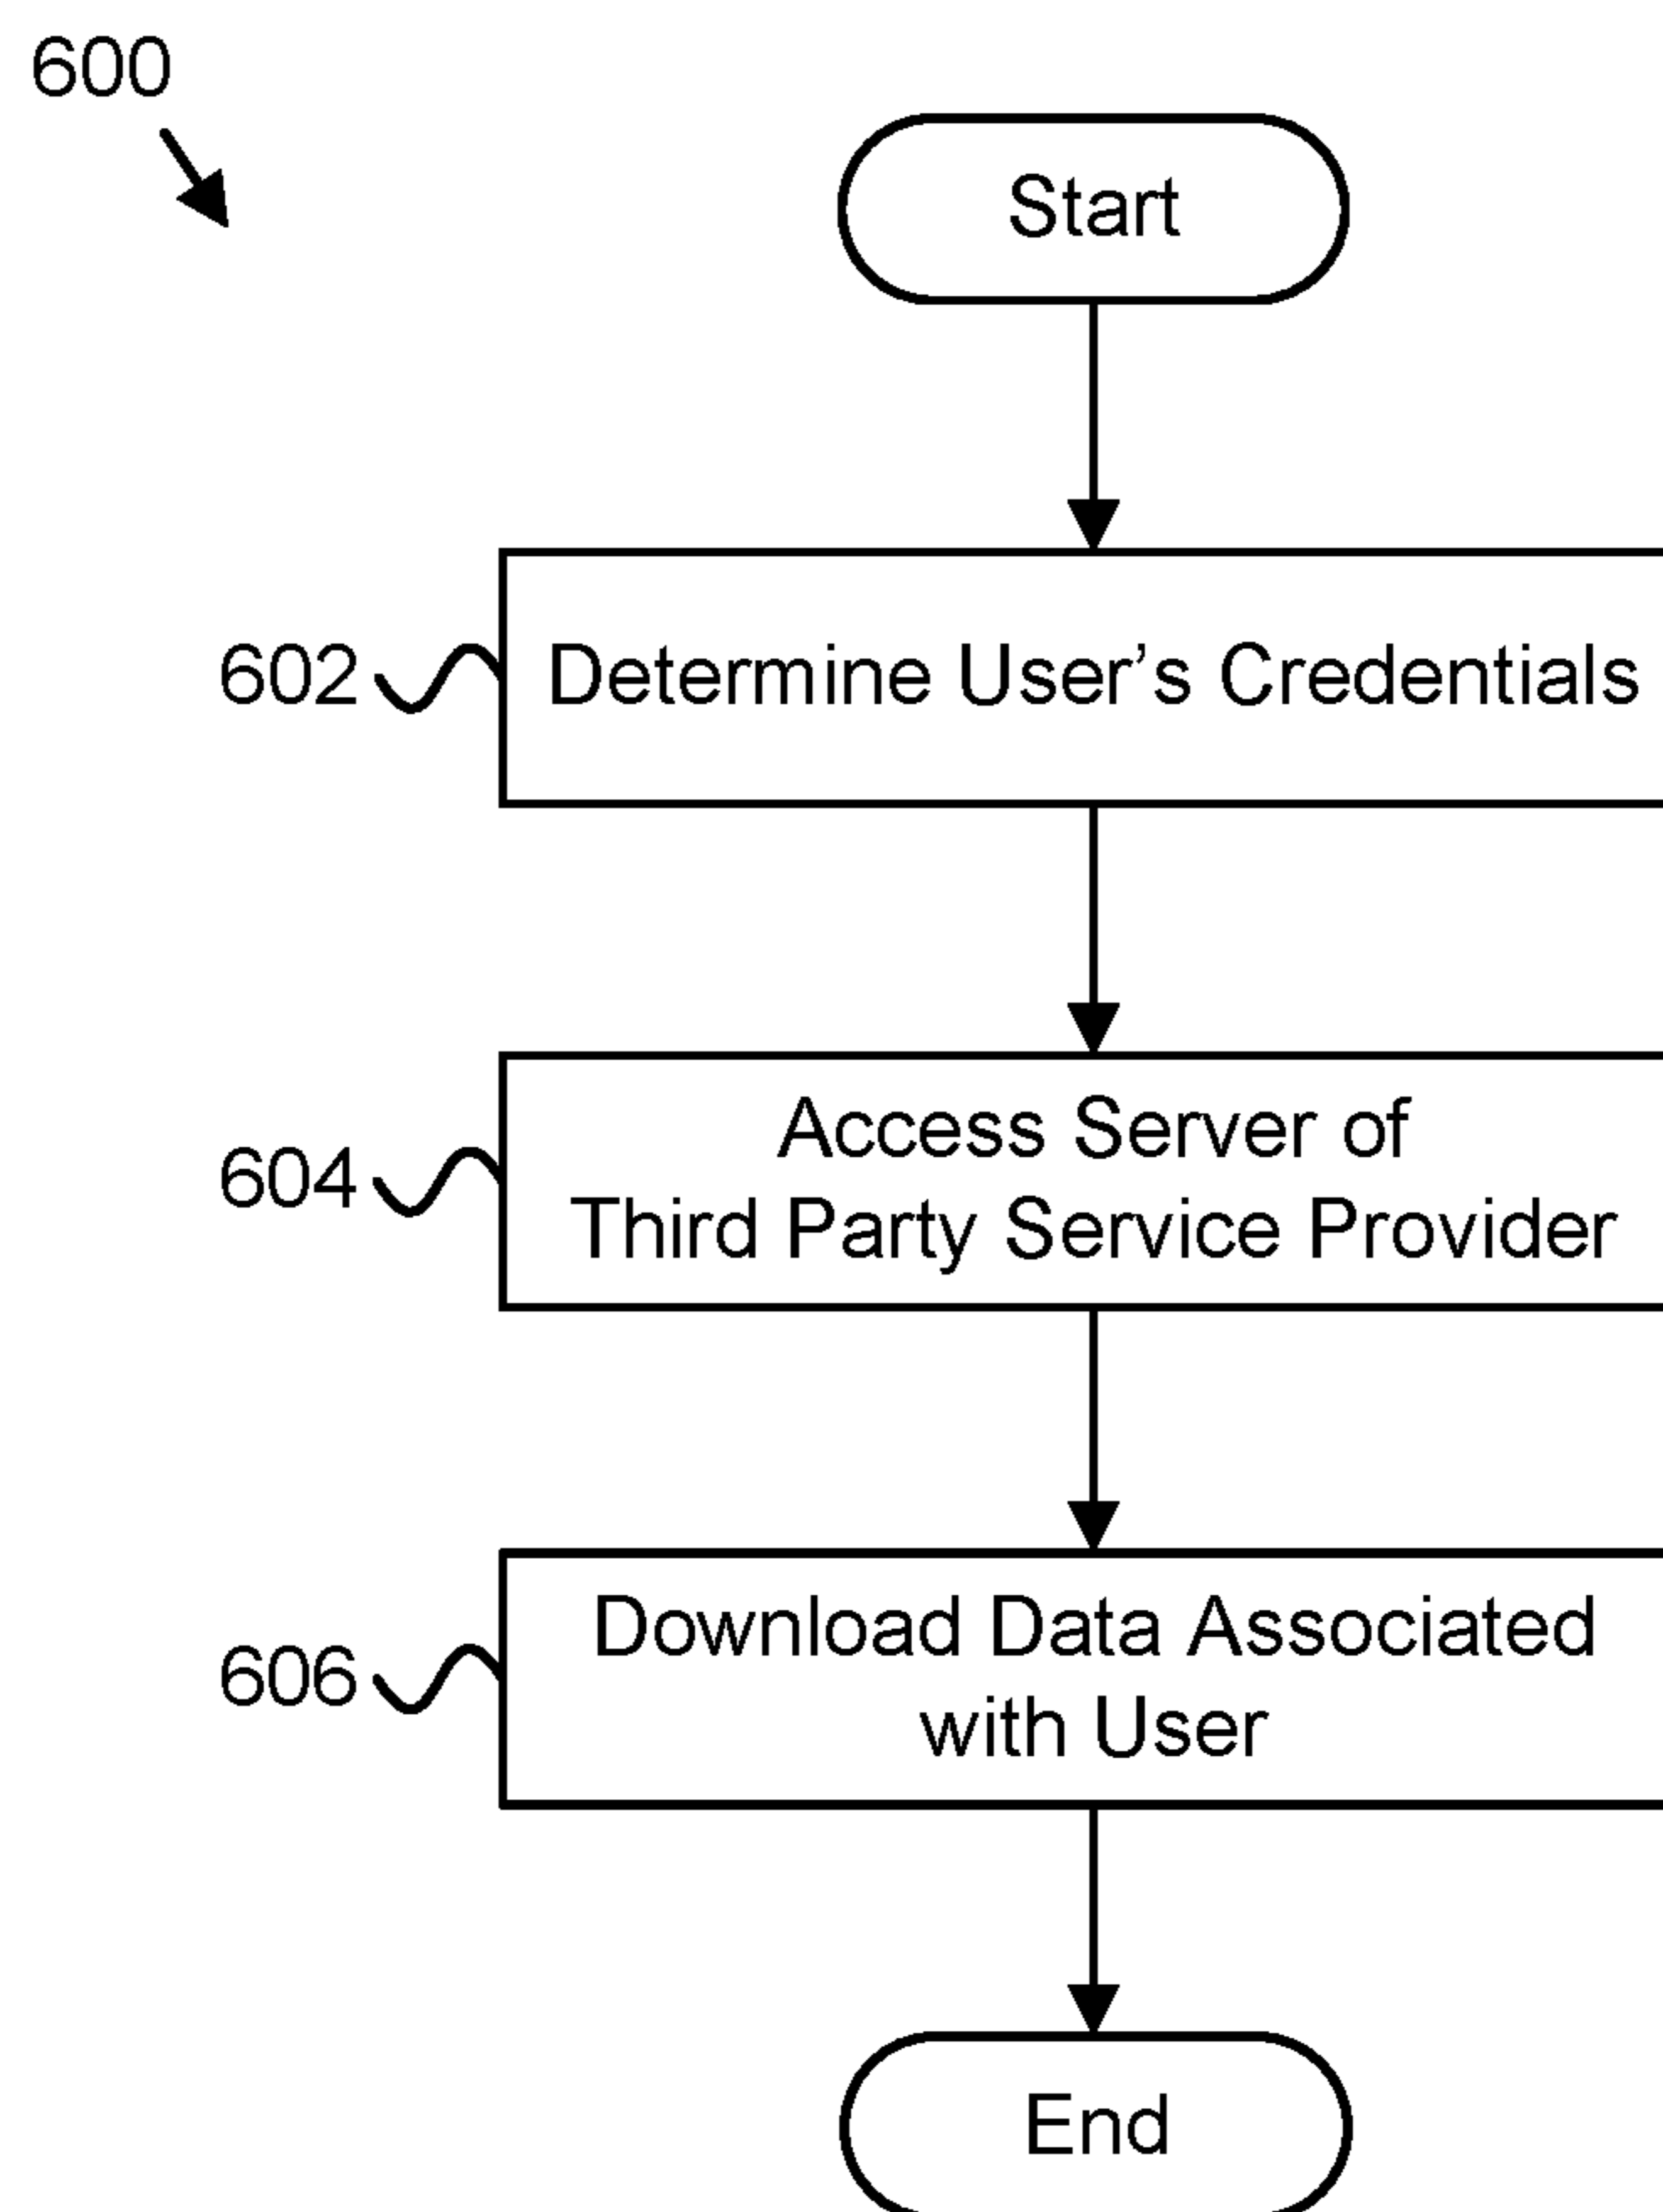 600
Start
602
Determine User’s Credentials
604
Access Server of
Third Party Service Provider
606
Download Data Associated
with User
End